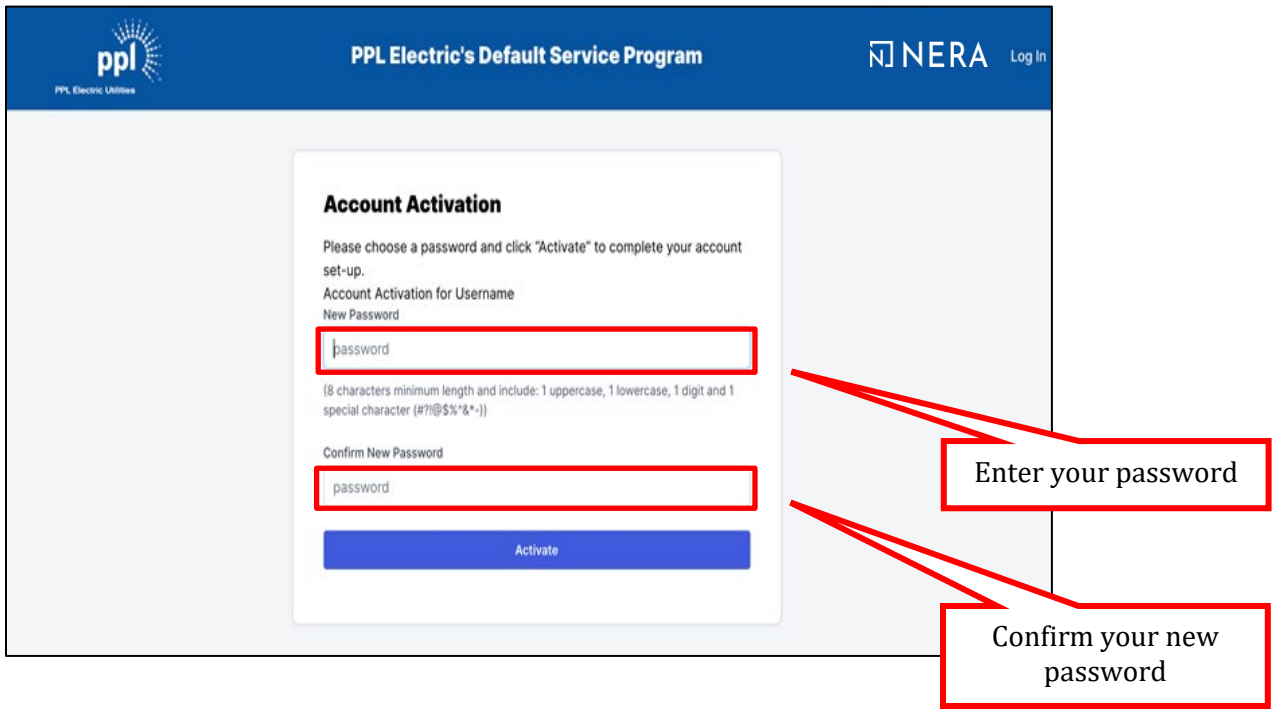 ppl
PPL Electric Utilities
PPL Electric's Default Service Program
NERA
Log In
Account Activation
Please choose a password and click "Activate" to complete your account
set-up.
Account Activation for Username
New Password
password
(8 characters minimum length and include: 1 uppercase, 1 lowercase, 1 digit and 1
special character (#?!@$%^&*-))
Confirm New Password
password
Activate
Enter your password
Confirm your new
password